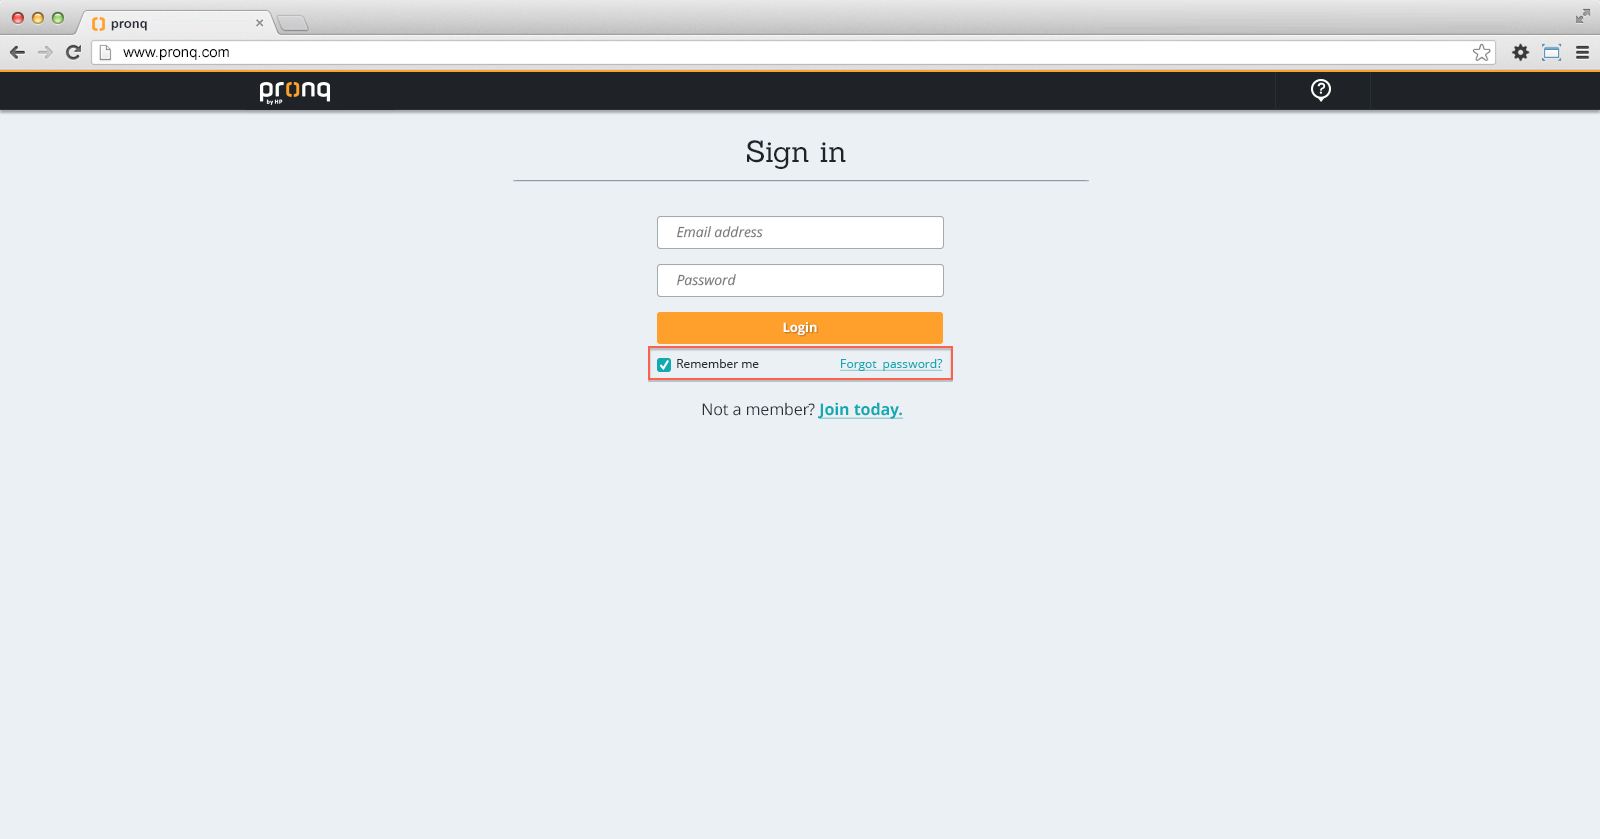 pronq
www.pronq.com
pronq
by HP
Sign in
Email address
Password
Login
Remember me Forgot password?
Not a member? Join today.